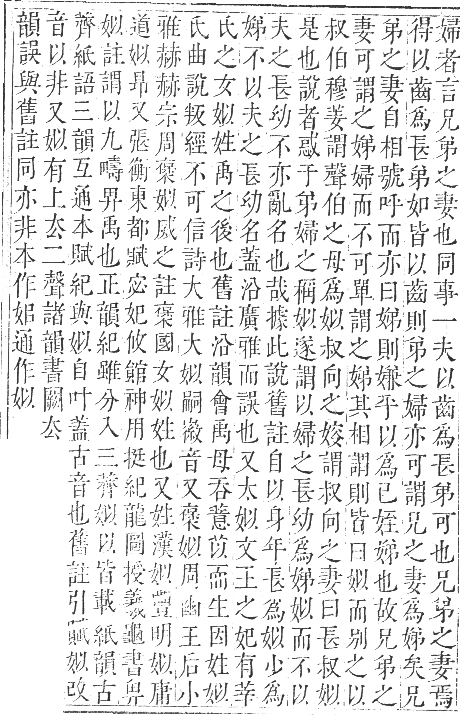 婦者言兄弟之妻也同事一夫以齒爲長弟可也兄弟之妻焉
得以齒爲長弟如皆以齒則弟之婦亦可謂兄之妻爲娣矣兄
弟之妻自相號呼而亦曰娣則嫌乎以爲已姪娣也故兄弟之
妻可謂之娣婦而不可單謂之娣其相謂則皆曰姒而别之以
叔伯穆姜謂聲伯之母爲姒叔向之嫂謂叔向之妻曰長叔姒
是也說者惑于弟婦之稱姒遂謂以婦之長幼爲娣姒而不以
夫之長幼不亦亂名也哉據此說舊註自以身年長爲姒少爲
娣不以夫之長幼名蓋沿廣雅而誤也又太姒文王之妃有莘
氏之女姒姓禹之後也舊註沿韻會禹母吞薏苡而生因姓姒
氏曲說叛經不可信詩大雅大姒嗣徽音又褒姒周幽王后小
雅赫赫宗周褒姒烕之註褒國女姒姓也又姓漢姒豐明姒庸
道姒昻又張衡東都賦宓妃攸館神用挺紀龍圖授羲龜書畀
姒註謂以九疇畀禹也正韻紀雖分入三薺姒以皆載紙韻古
薺紙語三韻互通本賦紀與姒自叶蓋古音也舊註引賦姒改
音以非又姒有上去二聲諸韻書闕去
韻誤與舊註同亦非本作㚶通作姒